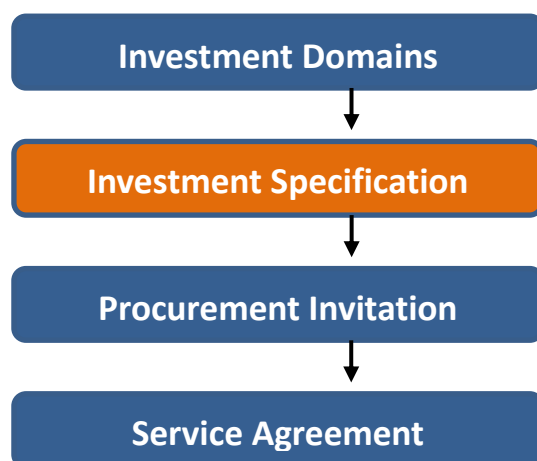 Investment Domains
Investment Specification
Procurement Invitation
Service Agreement